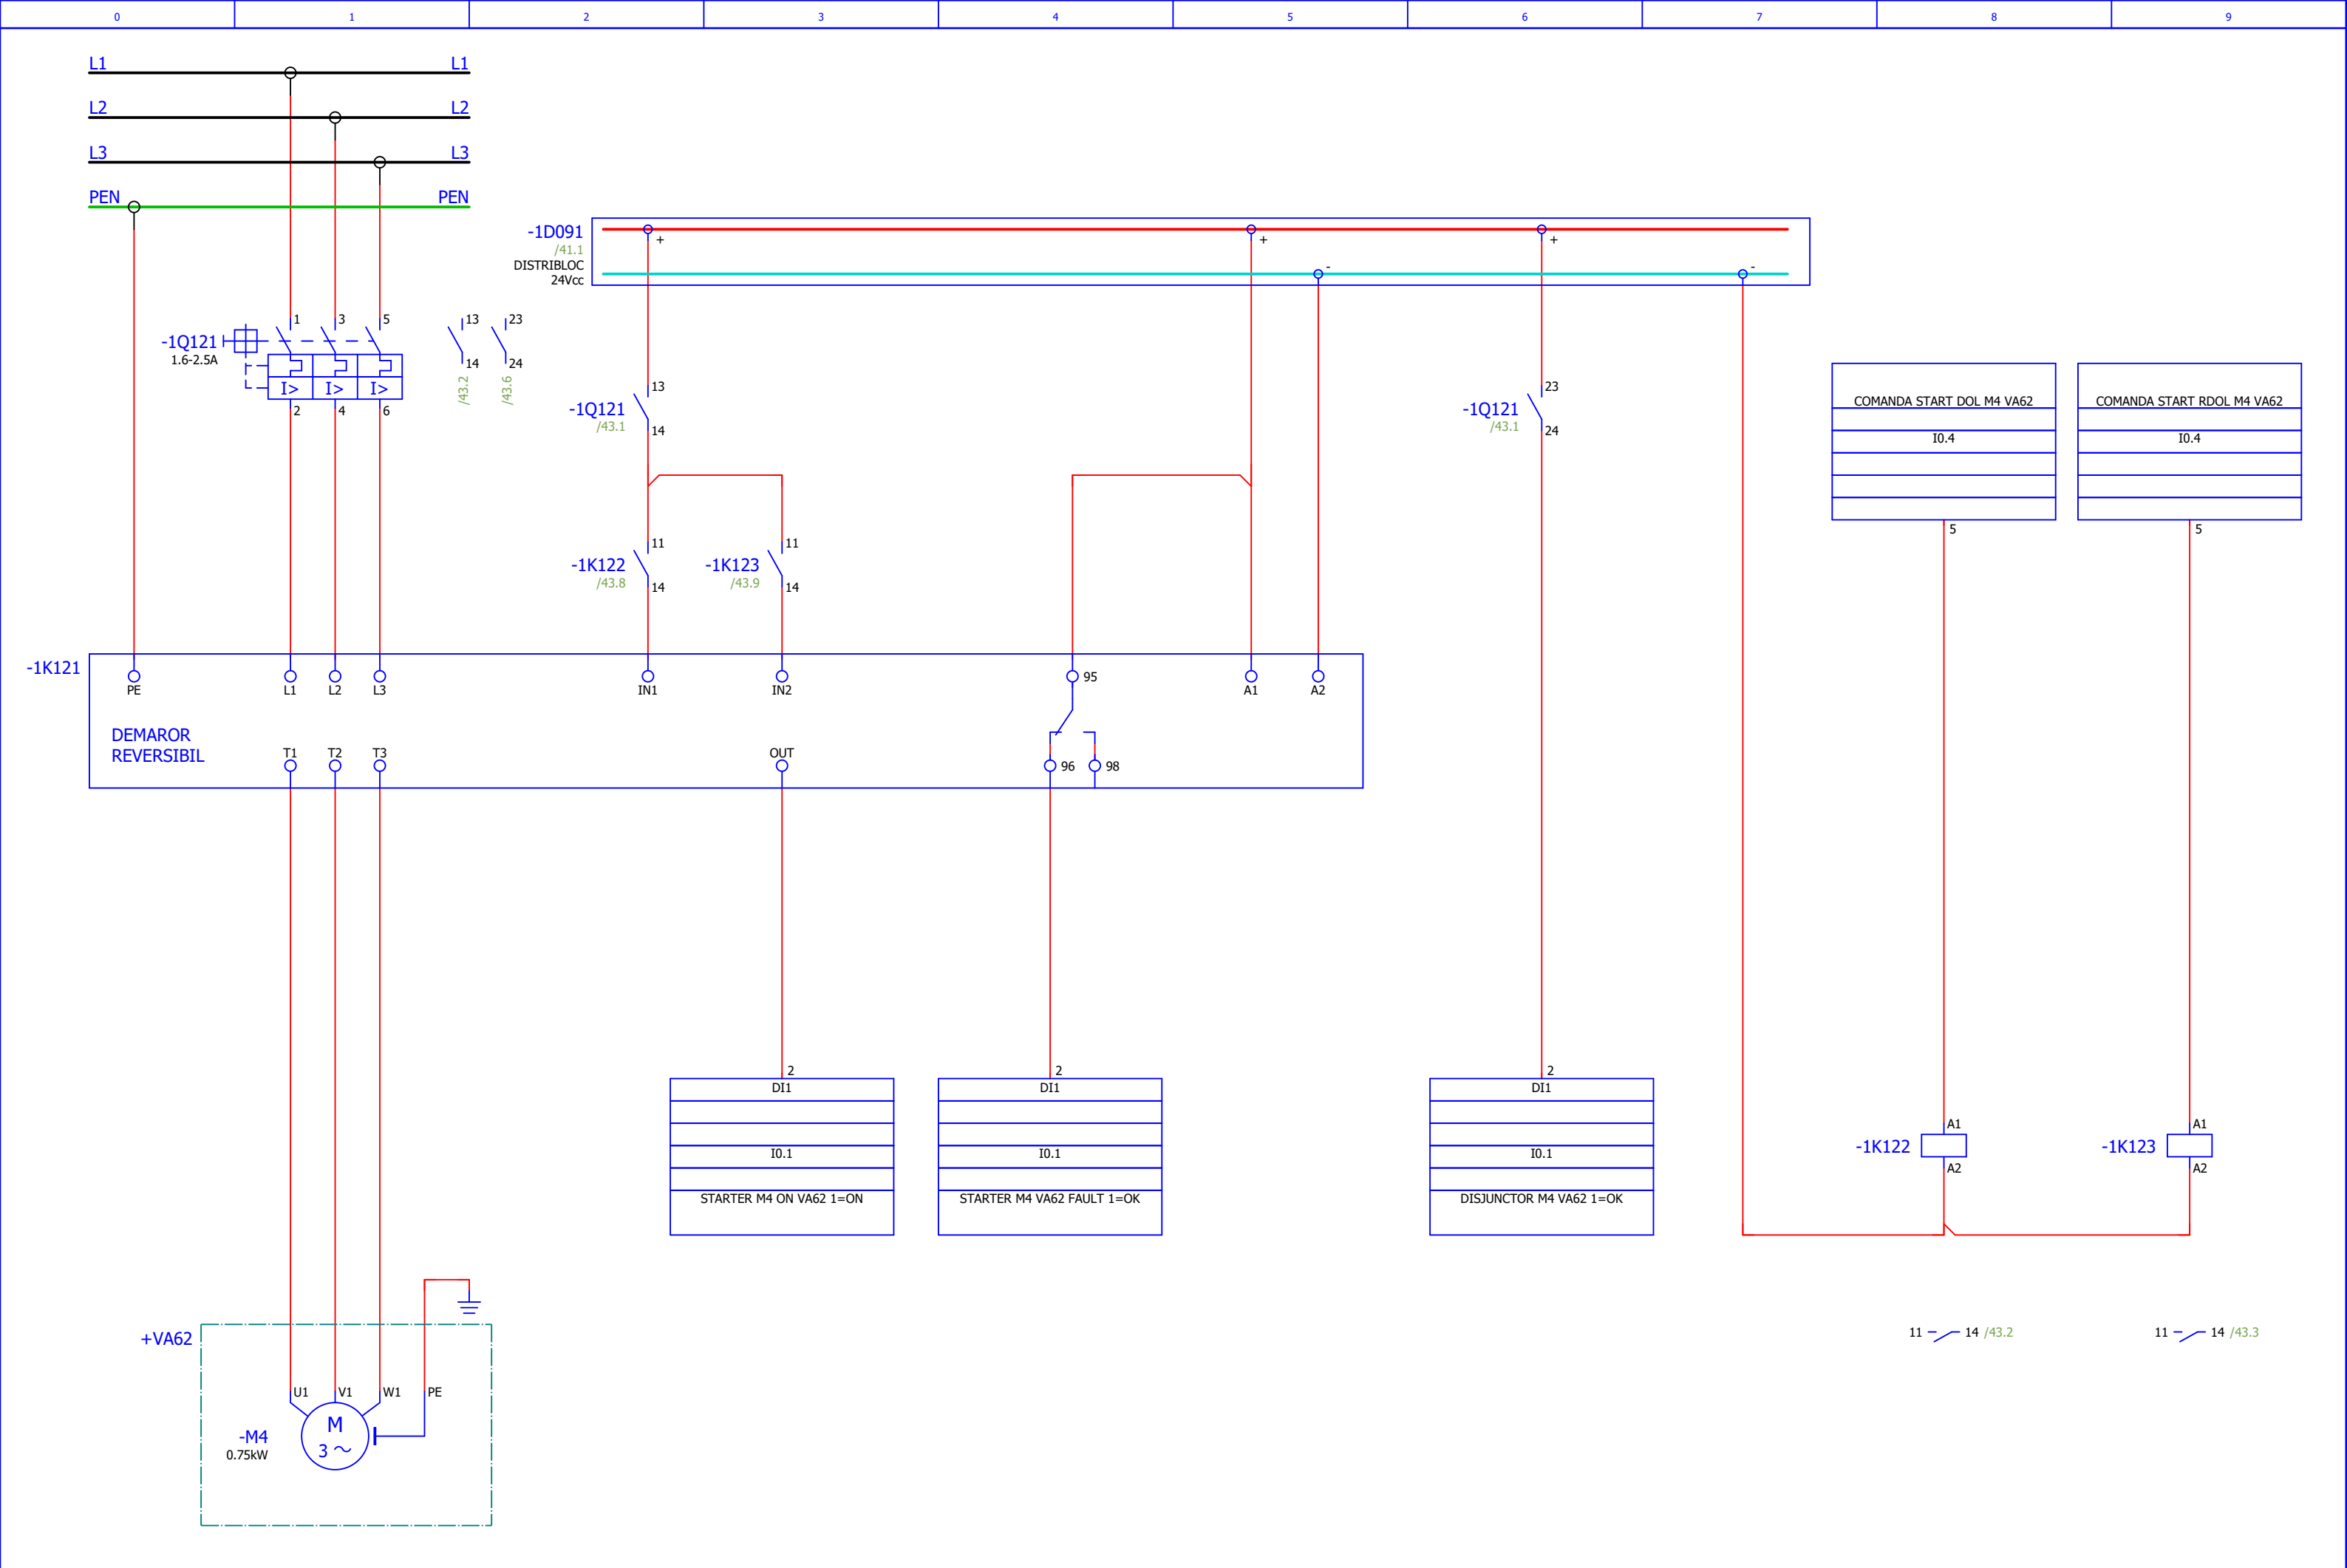 0 1 2 3 4 5 6 7 8 9
L1 L1
L2 L2
L3 L3
PEN PEN
-1D091
/41.1
DISTRIBLOC
24Vcc
+ + - + -
-1Q121
1.6-2.5A
1 3 5
I> I> I>
2 4 6
13 23
14 24
/43.2 /43.6
-1Q121
/43.1
13
14
-1Q121
/43.1
23
24
COMANDA START DOL M4 VA62
I0.4
5
COMANDA START RDOL M4 VA62
I0.4
5
-1K122
/43.8
11
14
-1K123
/43.9
11
14
-1K121
PE L1 L2 L3 IN1 IN2 95 A1 A2
DEMAROR
REVERSIBIL
T1 T2 T3 OUT 96 98
2
DI1
I0.1
STARTER M4 ON VA62 1=ON
2
DI1
I0.1
STARTER M4 VA62 FAULT 1=OK
2
DI1
I0.1
DISJUNCTOR M4 VA62 1=OK
-1K122
A1
A2
-1K123
A1
A2
11 14 /43.2
11 14 /43.3
+VA62
U1 V1 W1 PE
-M4
0.75kW
M
3 ~